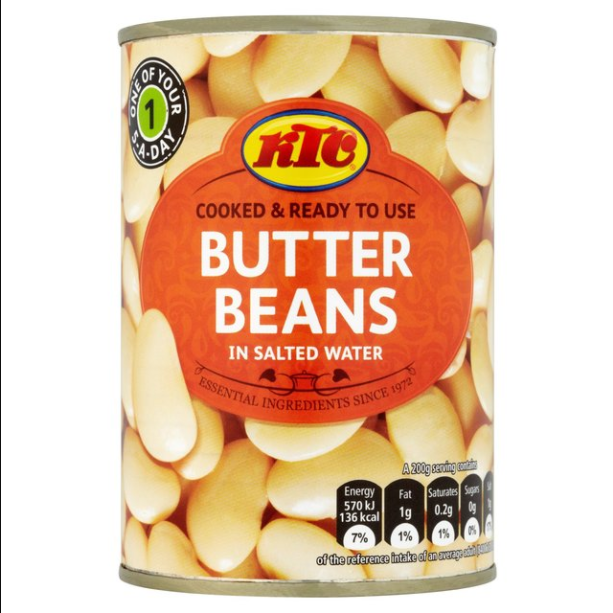 ONE OF YOUR
1
5-A-DAY
KTC
COOKED & READY TO USE
BUTTER
BEANS
IN SALTED WATER
ESSENTIAL INGREDIENTS SINCE 1972
A 200g serving contains
Energy
570 kJ
136 kcal
7%
Fat
1g
1%
Saturates
0.2g
1%
Sugars
0g
0%
of the reference intake of an average adult